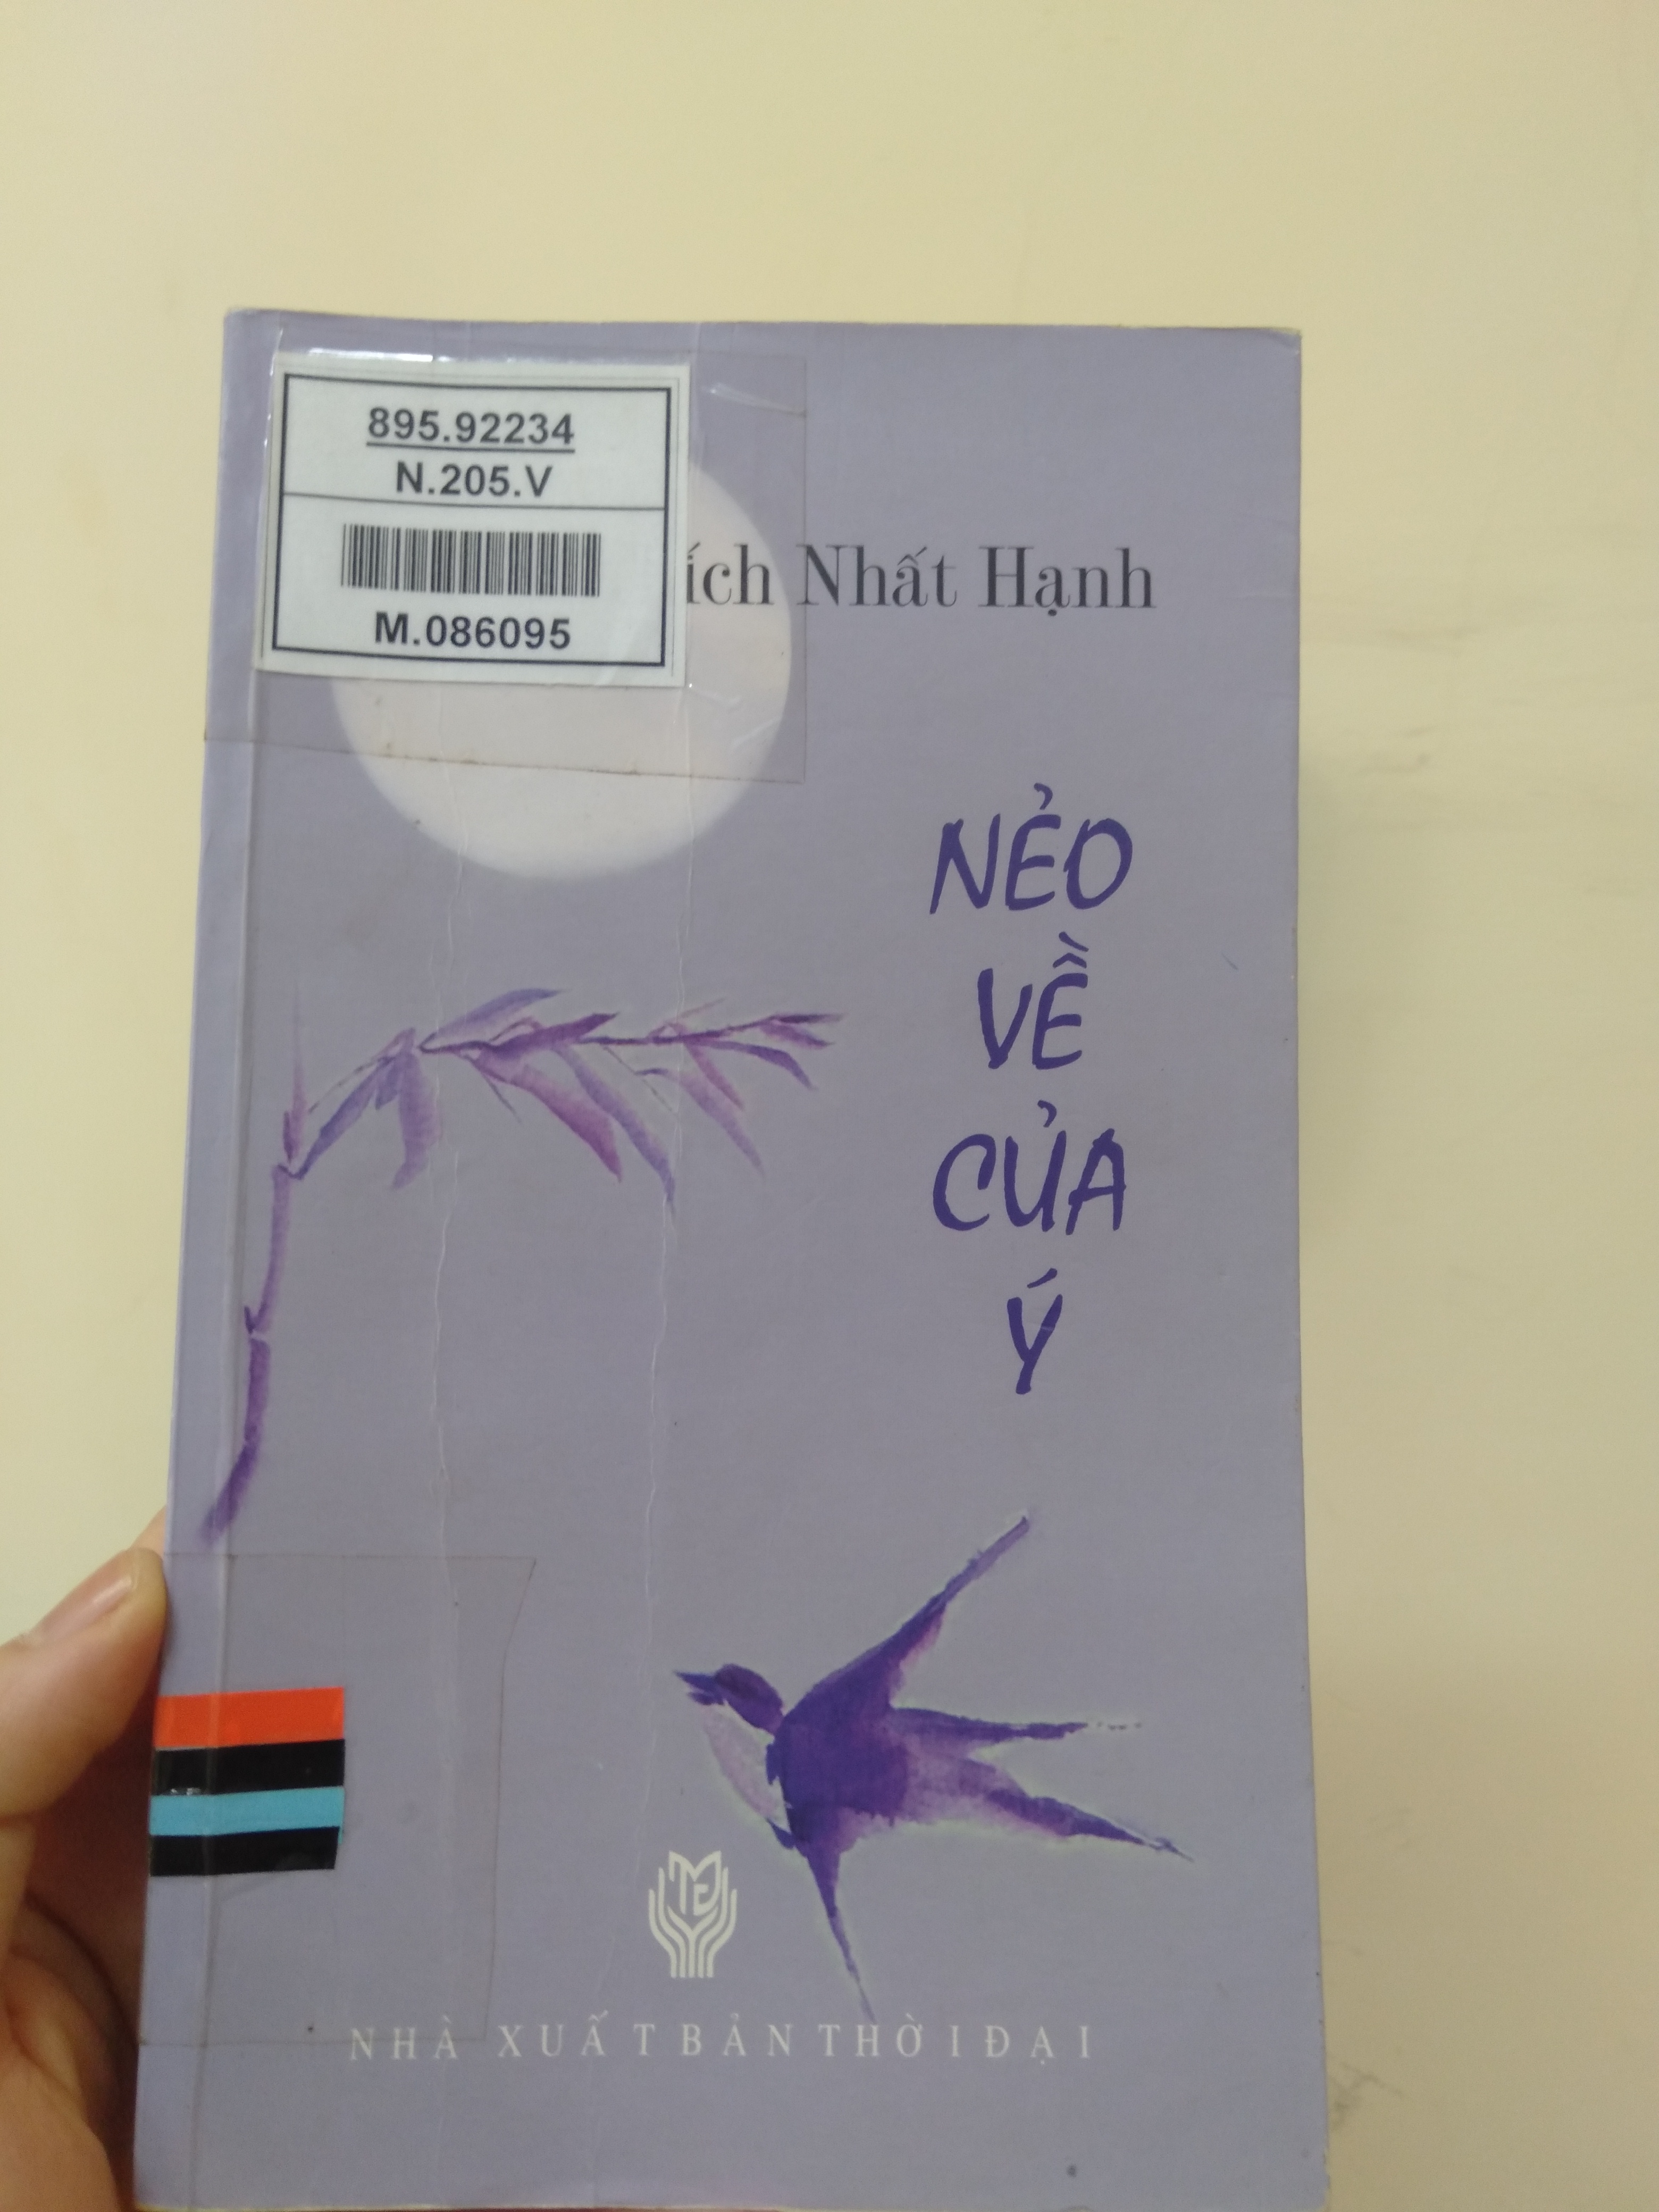 895.92234
N.205.V
M.086095
ích Nhất Hạnh
NẺO
VỀ
CỦA
Ý
NHÀ XUẤT BẢN THỜI ĐẠI